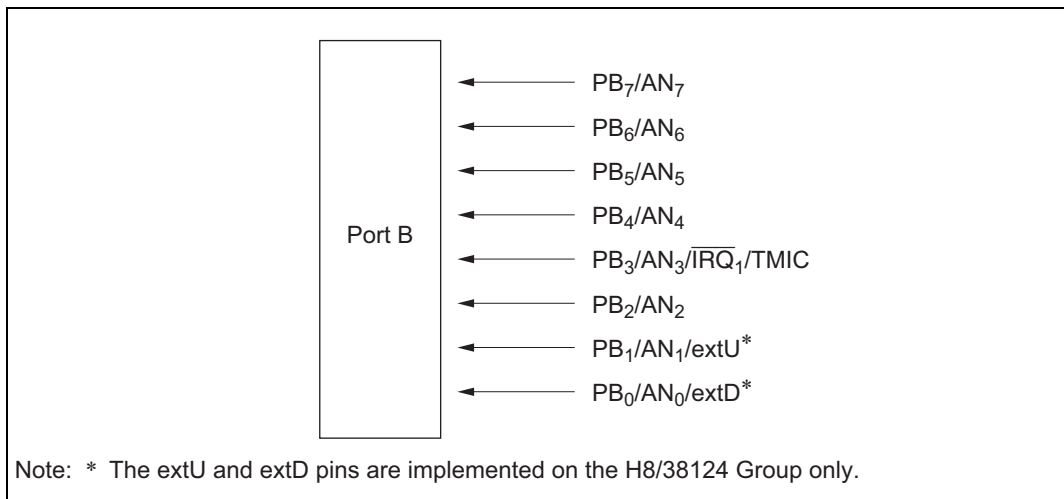 PB₇/AN₇
PB₆/AN₆
PB₅/AN₅
PB₄/AN₄
Port B
PB₃/AN₃/I̅R̅Q̅₁/TMIC
PB₂/AN₂
PB₁/AN₁/extU*
PB₀/AN₀/extD*
Note: * The extU and extD pins are implemented on the H8/38124 Group only.